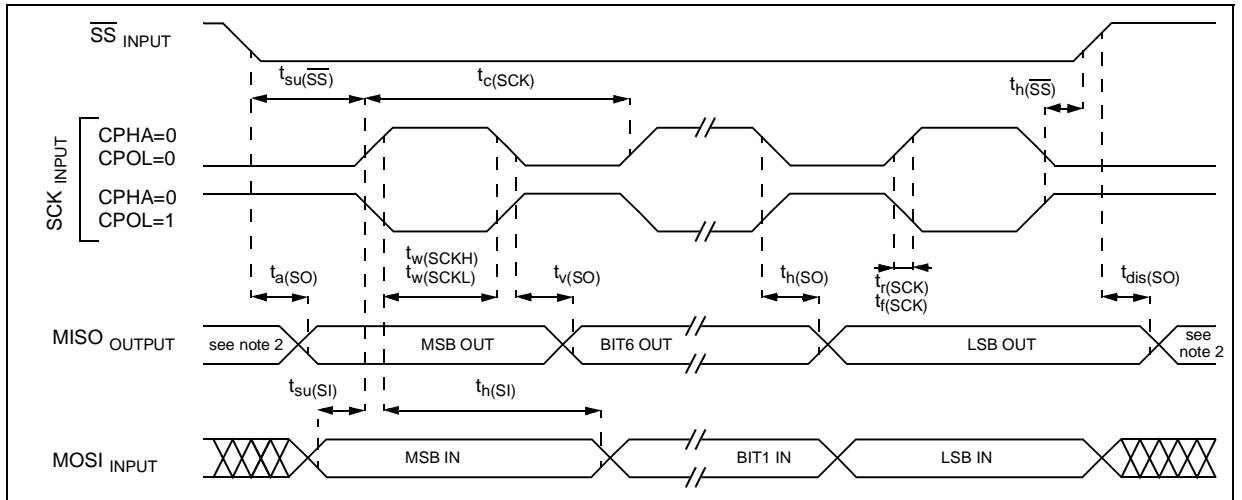 SS INPUT
tsu(SS)
tc(SCK)
th(SS)
SCK INPUT
CPHA=0
CPOL=0
CPHA=0
CPOL=1
ta(SO)
tw(SCKH)
tw(SCKL)
tv(SO)
th(SO)
tr(SCK)
tf(SCK)
tdis(SO)
MISO OUTPUT
see note 2
MSB OUT
BIT6 OUT
LSB OUT
see
note 2
tsu(SI)
th(SI)
MOSI INPUT
MSB IN
BIT1 IN
LSB IN